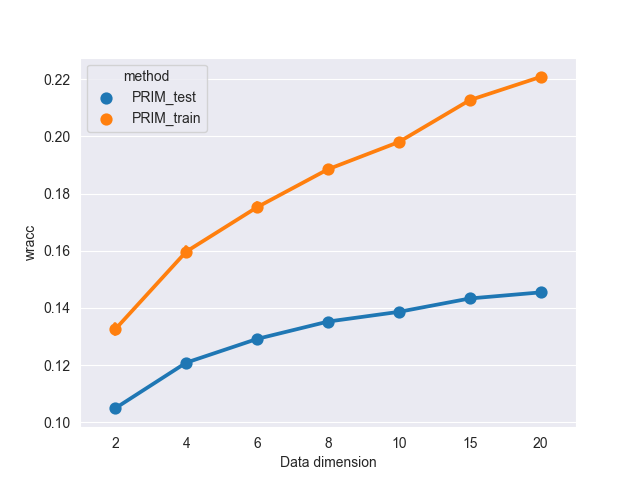 method
PRIM_test
PRIM_train
0.22
0.20
0.18
0.16
0.14
0.12
0.10
wracc
2 4 6 8 10 15 20
Data dimension